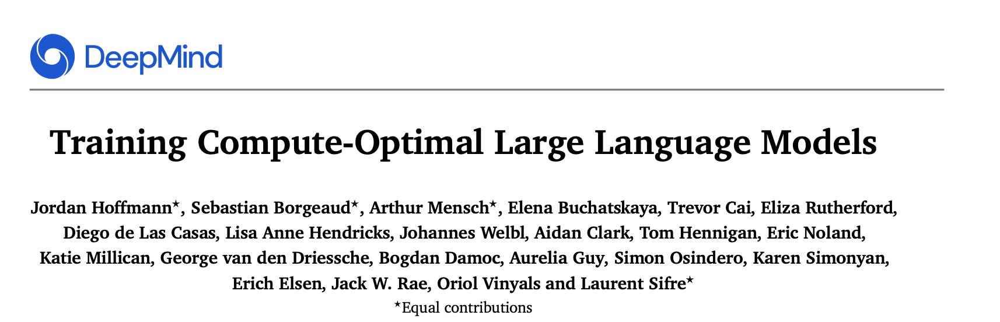 DeepMind
Training Compute-Optimal Large Language Models
Jordan Hoffmann★, Sebastian Borgeaud★, Arthur Mensch★, Elena Buchatskaya, Trevor Cai, Eliza Rutherford,
Diego de Las Casas, Lisa Anne Hendricks, Johannes Welbl, Aidan Clark, Tom Hennigan, Eric Noland,
Katie Millican, George van den Driessche, Bogdan Damoc, Aurelia Guy, Simon Osindero, Karen Simonyan,
Erich Elsen, Jack W. Rae, Oriol Vinyals and Laurent Sifre★
★Equal contributions